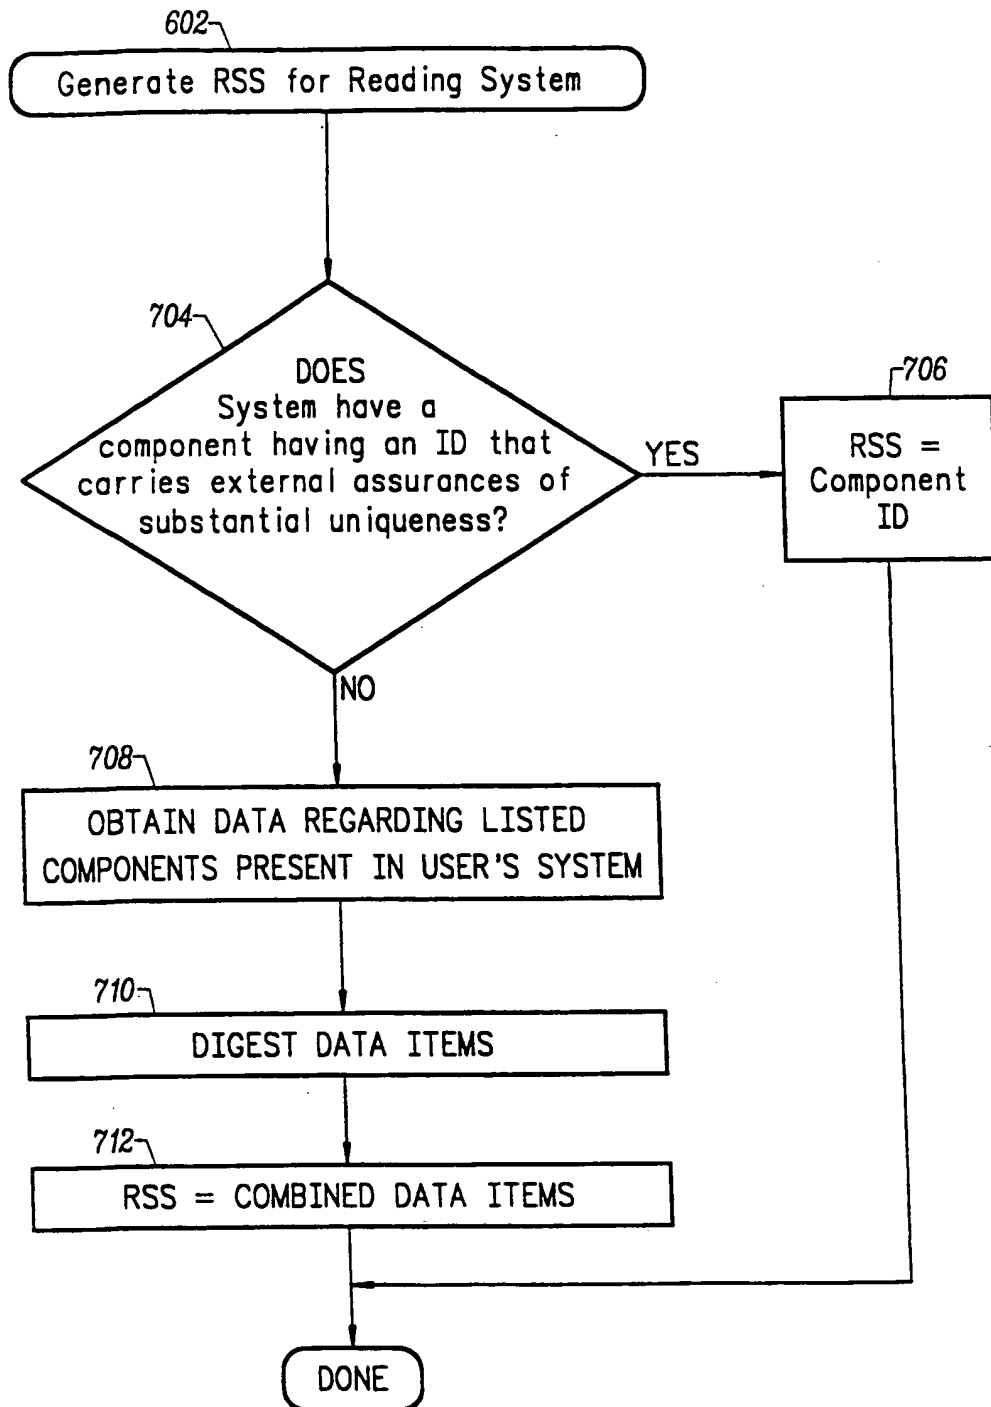 602
Generate RSS for Reading System
704
DOES
System have a
component having an ID that
carries external assurances of
substantial uniqueness?
YES
706
RSS =
Component
ID
NO
708
OBTAIN DATA REGARDING LISTED
COMPONENTS PRESENT IN USER'S SYSTEM
710
DIGEST DATA ITEMS
712
RSS = COMBINED DATA ITEMS
DONE